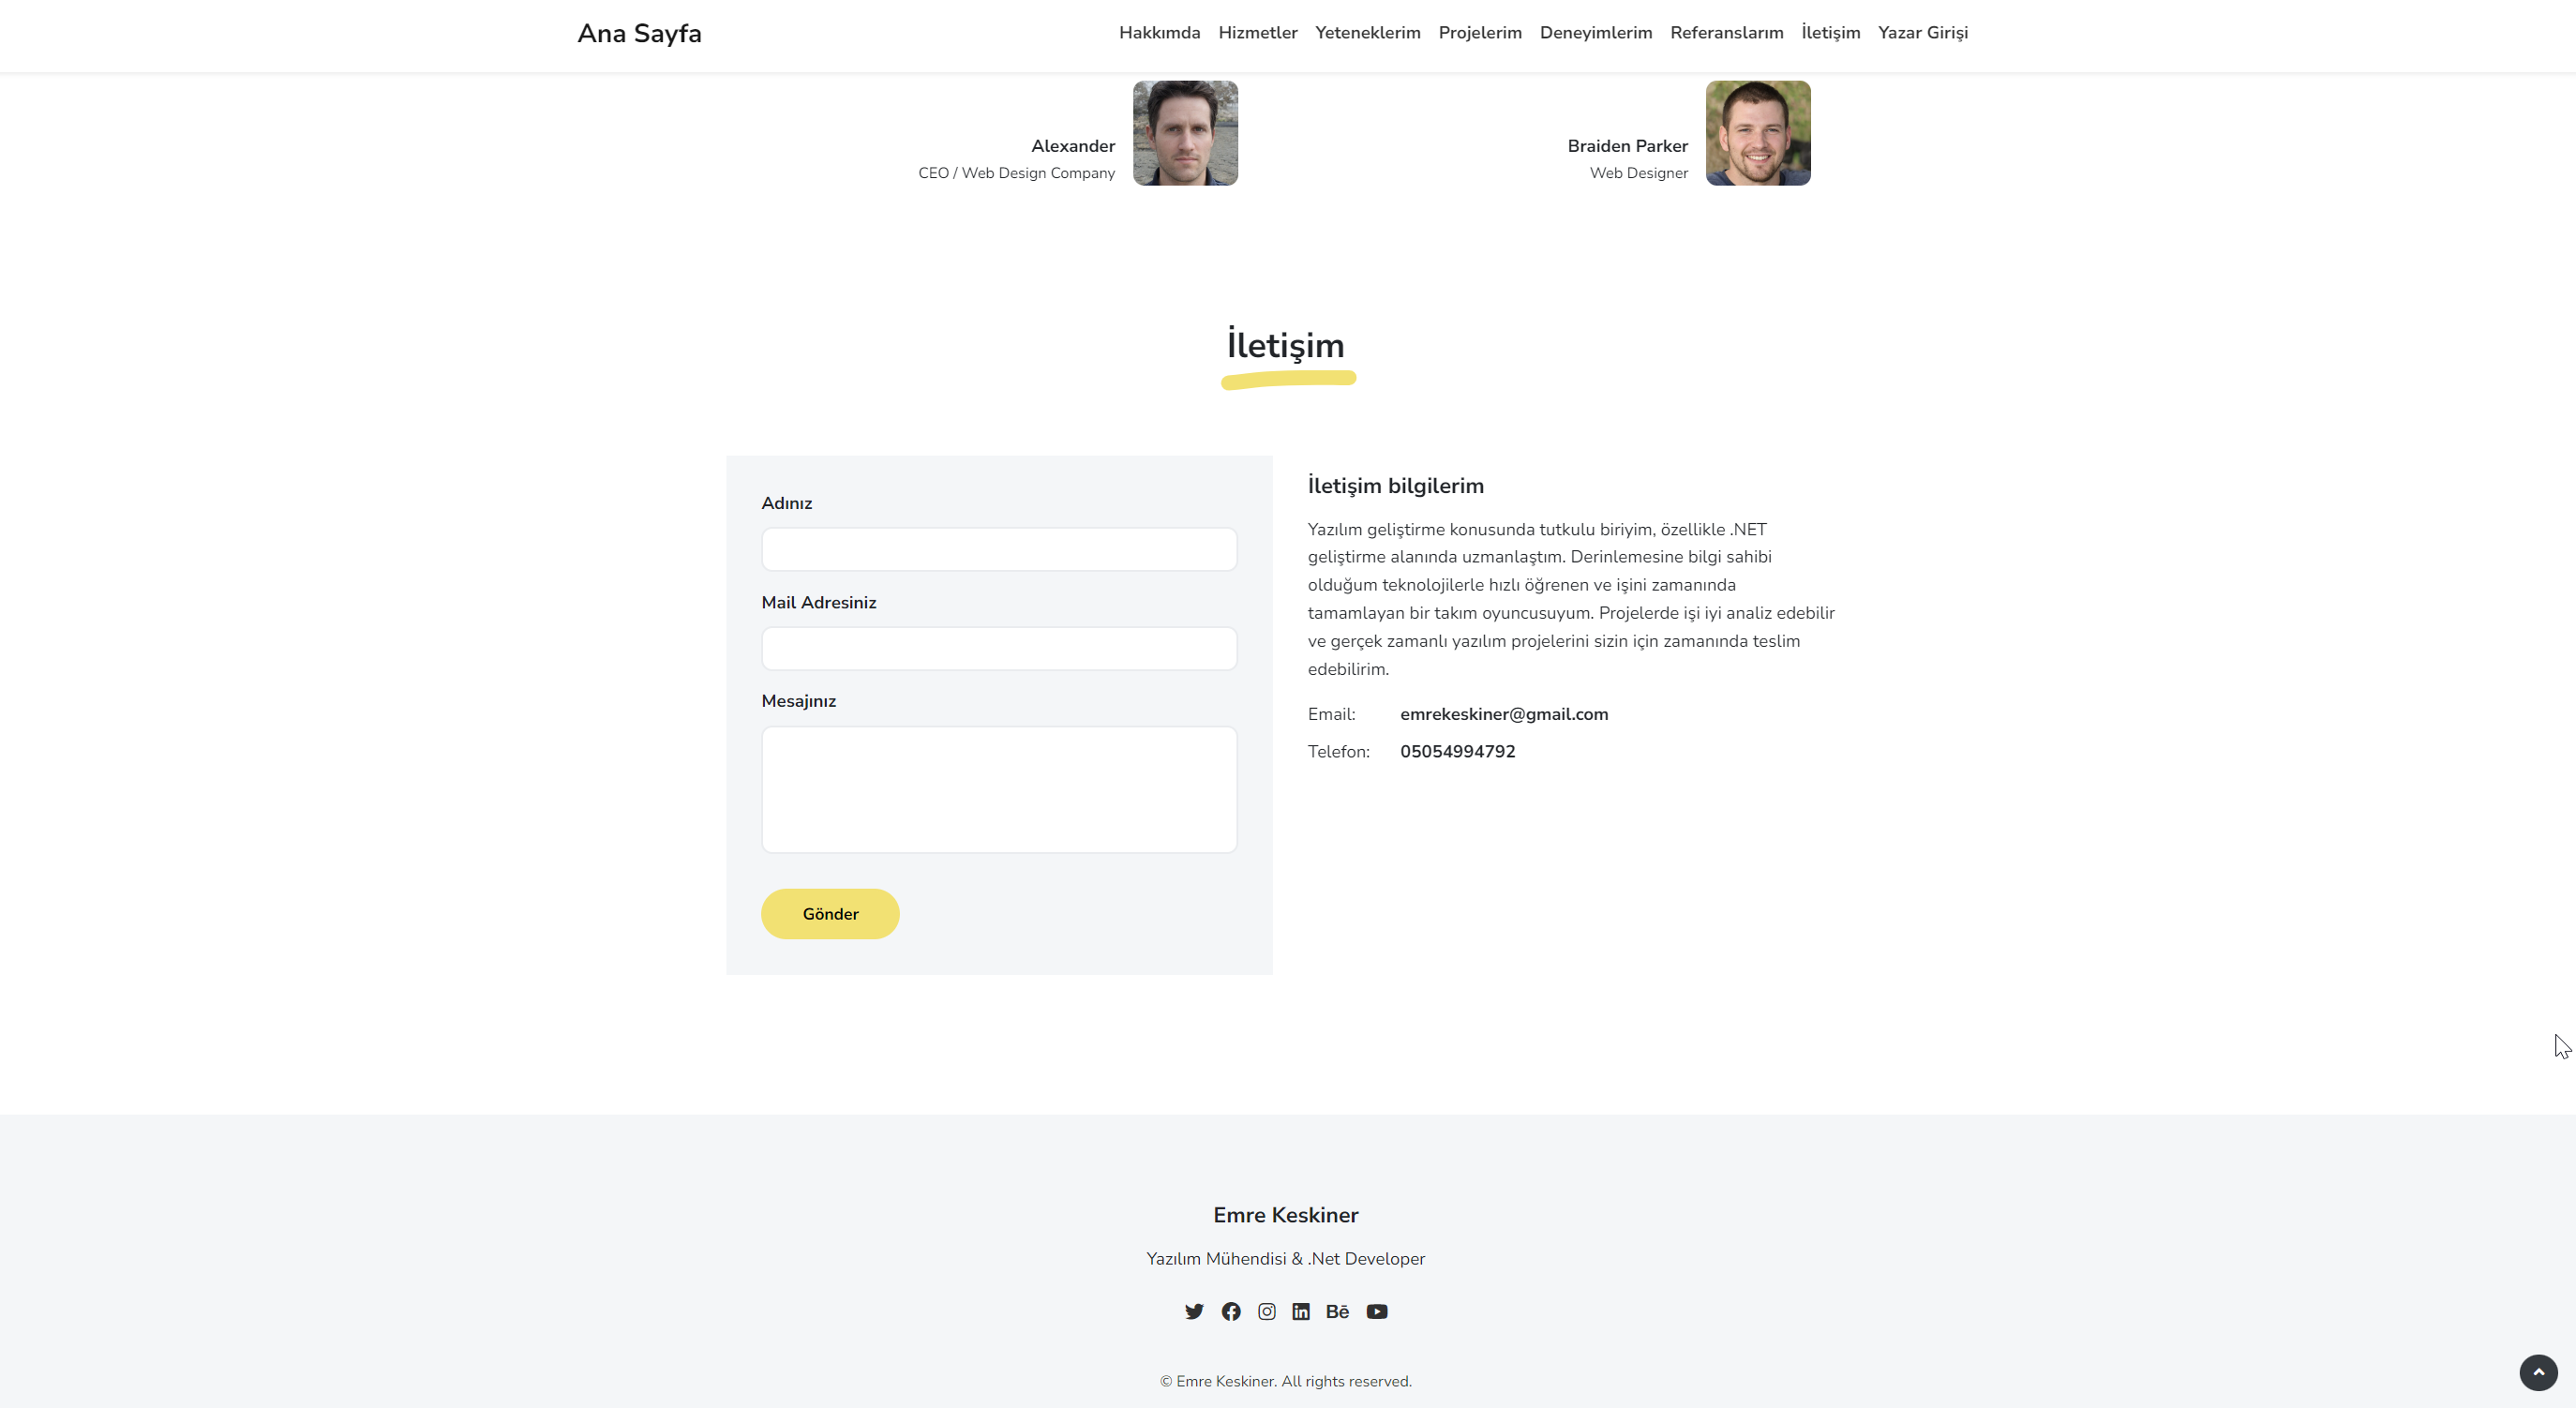 Ana Sayfa
Hakkımda Hizmetler Yeteneklerim Projelerim Deneyimlerim Referanslarım İletişim Yazar Girişi
Alexander
CEO / Web Design Company
Braiden Parker
Web Designer
İletişim
Adınız
Mail Adresiniz
Mesajınız
Gönder
İletişim bilgilerim
Yazılım geliştirme konusunda tutkulu biriyim, özellikle .NET
geliştirme alanında uzmanlaştım. Derinlemesine bilgi sahibi
olduğum teknolojilerle hızlı öğrenen ve işini zamanında
tamamlayan bir takım oyuncusuyum. Projelerde işi iyi analiz edebilir
ve gerçek zamanlı yazılım projelerini sizin için zamanında teslim
edebilirim.
Email: emrekeskiner@gmail.com
Telefon: 05054994792
Emre Keskiner
Yazılım Mühendisi & .Net Developer
Bē
© Emre Keskiner. All rights reserved.